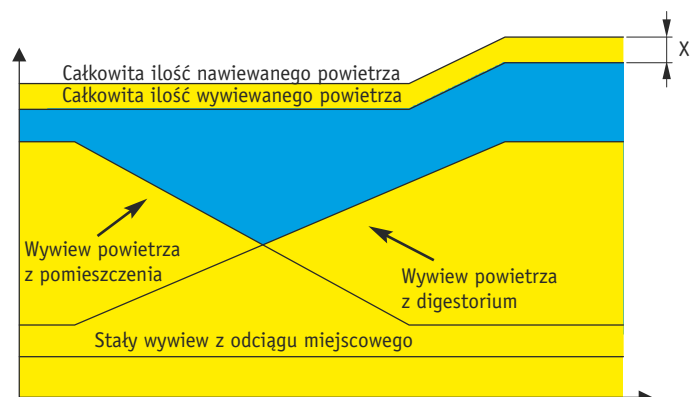 Całkowita ilość nawiewanego powietrza
Całkowita ilość wywiewanego powietrza
X
Wywiew powietrza
z pomieszczenia
Wywiew powietrza
z digestorium
Stały wywiew z odciągu miejscowego